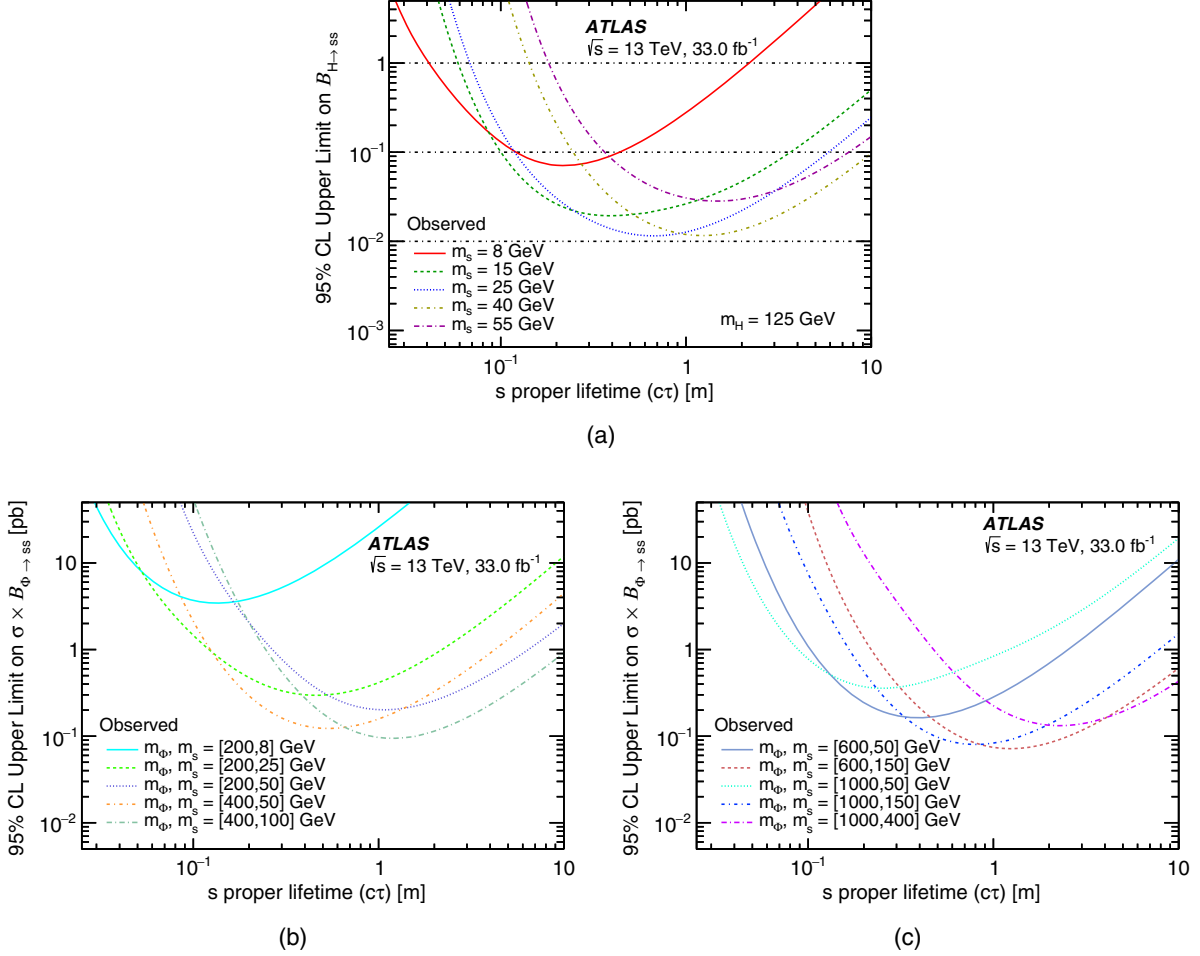 95% CL Upper Limit on B_{H→ ss}
ATLAS
√s = 13 TeV, 33.0 fb⁻¹
1
10⁻¹
10⁻²
10⁻³
Observed
m_s = 8 GeV
m_s = 15 GeV
m_s = 25 GeV
m_s = 40 GeV
m_s = 55 GeV
m_H = 125 GeV
10⁻¹ 1 10
s proper lifetime (cτ) [m]
(a)
95% CL Upper Limit on σ × B_{Φ → ss} [pb]
ATLAS
√s = 13 TeV, 33.0 fb⁻¹
10
1
10⁻¹
10⁻²
Observed
m_Φ, m_s = [200,8] GeV
m_Φ, m_s = [200,25] GeV
m_Φ, m_s = [200,50] GeV
m_Φ, m_s = [400,50] GeV
m_Φ, m_s = [400,100] GeV
10⁻¹ 1 10
s proper lifetime (cτ) [m]
(b)
95% CL Upper Limit on σ × B_{Φ → ss} [pb]
ATLAS
√s = 13 TeV, 33.0 fb⁻¹
10
1
10⁻¹
10⁻²
Observed
m_Φ, m_s = [600,50] GeV
m_Φ, m_s = [600,150] GeV
m_Φ, m_s = [1000,50] GeV
m_Φ, m_s = [1000,150] GeV
m_Φ, m_s = [1000,400] GeV
10⁻¹ 1 10
s proper lifetime (cτ) [m]
(c)